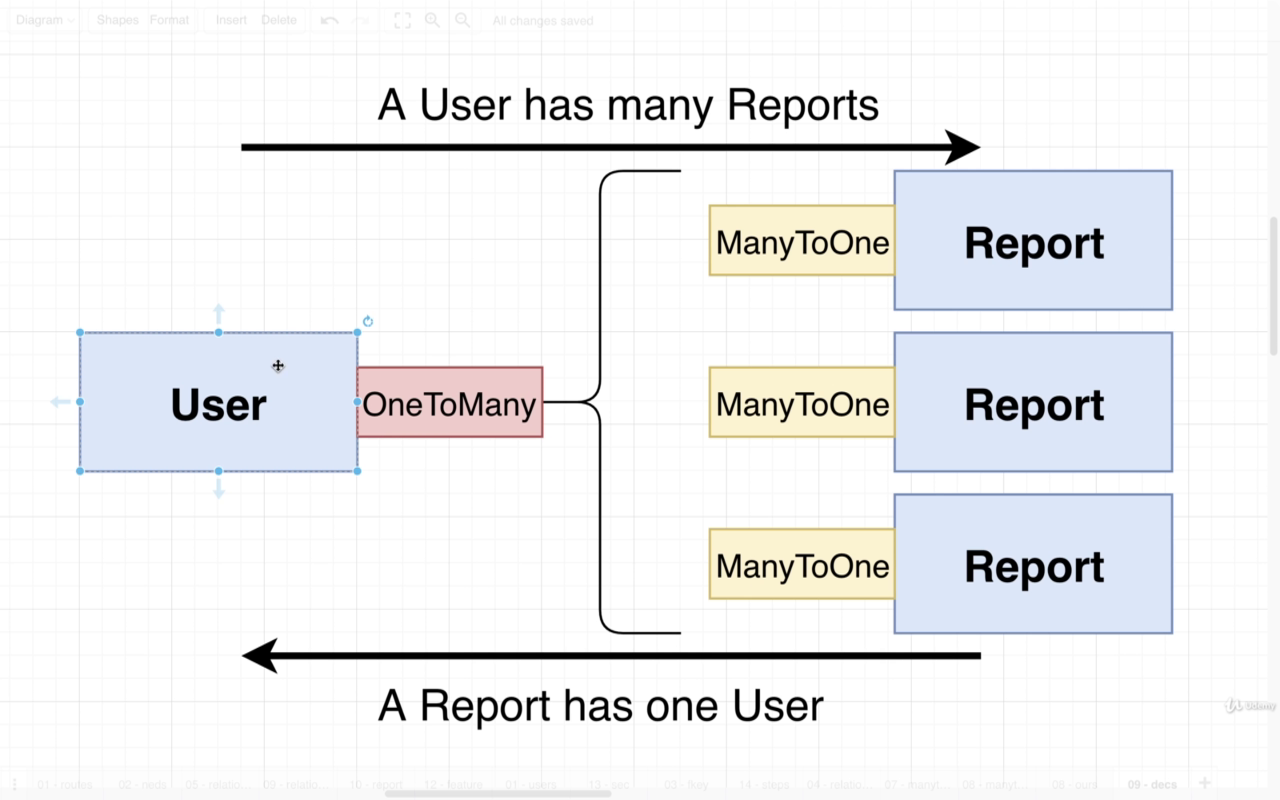 Diagram
Shapes
Format
Insert
Delete
All changes saved
A User has many Reports
ManyToOne
Report
User
OneToMany
ManyToOne
Report
ManyToOne
Report
A Report has one User
Udemy
01 - routes
02 - neds
05 - relatio...
09 - relatio...
10 - report
12 - feature
01 - users
13 - sec
03 - fkey
14 - steps
04 - relatio...
07 - manyt...
08 - manyt...
08 - ours
09 - decs